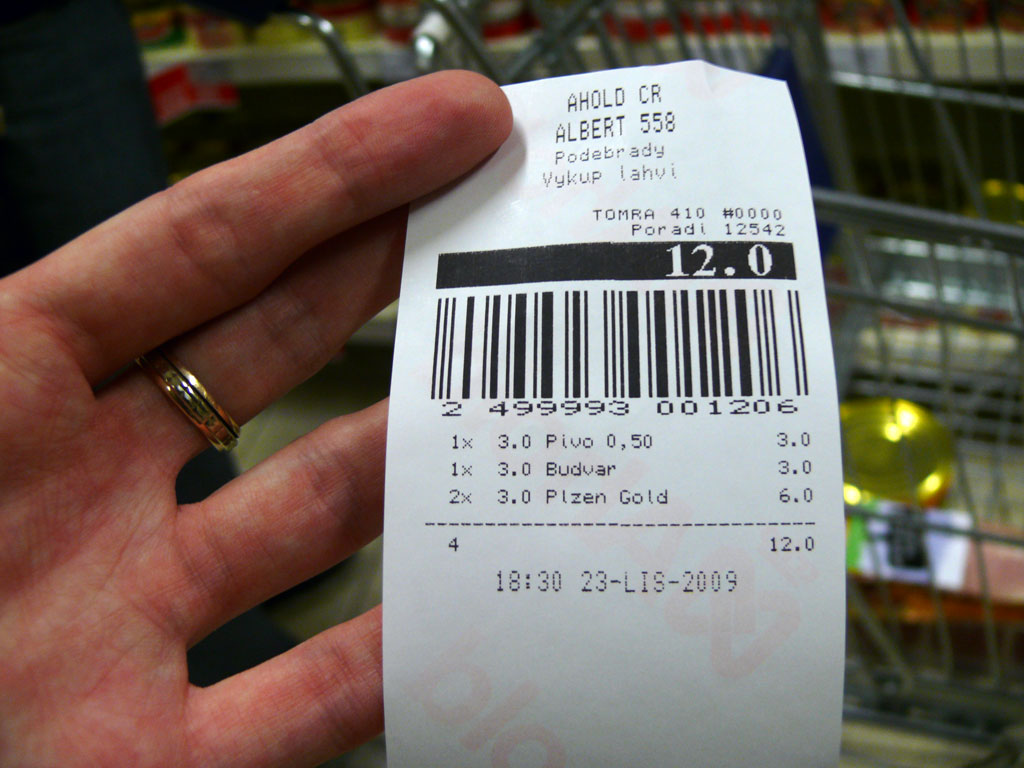 AHOLD CR
ALBERT 558
Podebrady
Vykup lahvi
TOMRA 410 #0000
Poradi 12542
12.0
2 499993 001206
1x 3.0 Pivo 0,50 3.0
1x 3.0 Budvar 3.0
2x 3.0 Plzen Gold 6.0
4 12.0
18:30 23-LIS-2009